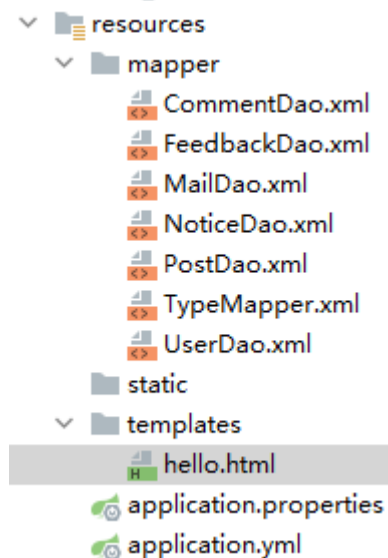 resources
mapper
CommentDao.xml
FeedbackDao.xml
MailDao.xml
NoticeDao.xml
PostDao.xml
TypeMapper.xml
UserDao.xml
static
templates
hello.html
application.properties
application.yml